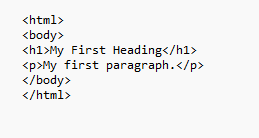 <html>
<body>
<h1>My First Heading</h1>
<p>My first paragraph.</p>
</body>
</html>